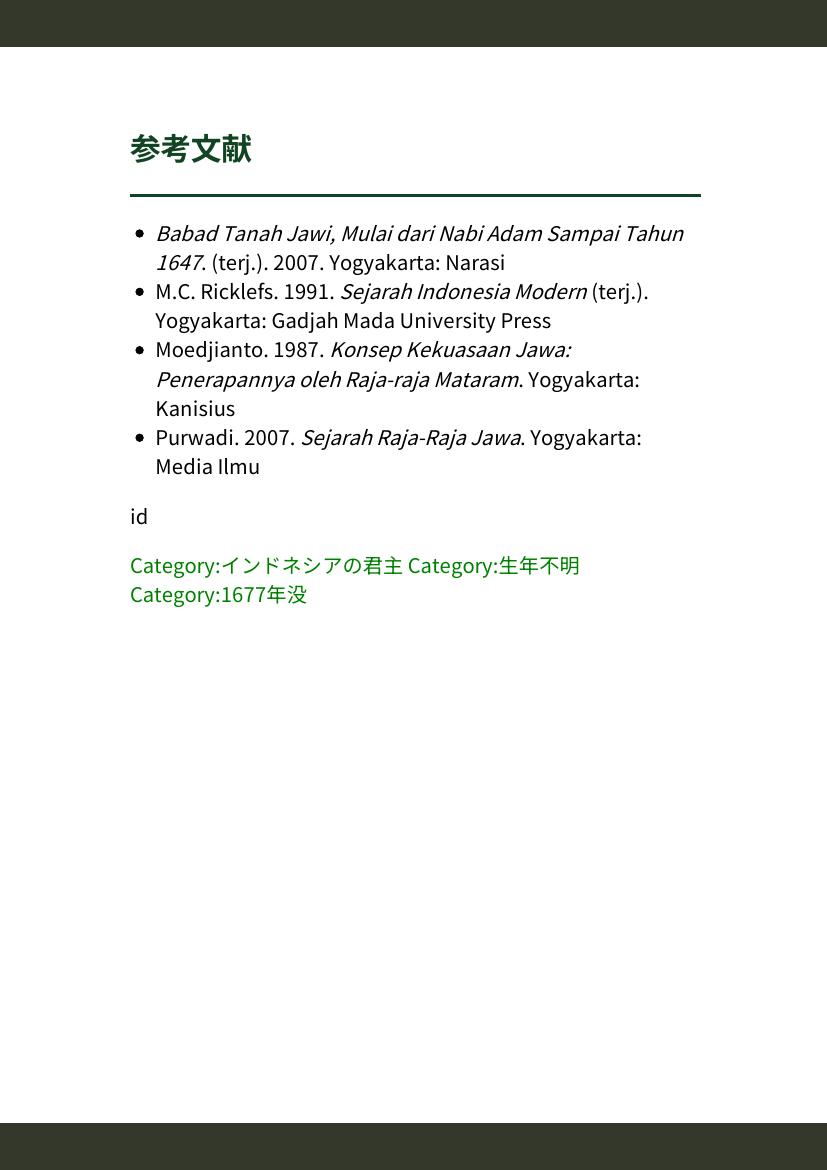 参考文献
Babad Tanah Jawi, Mulai dari Nabi Adam Sampai Tahun
1647. (terj.). 2007. Yogyakarta: Narasi
M.C. Ricklefs. 1991. Sejarah Indonesia Modern (terj.).
Yogyakarta: Gadjah Mada University Press
Moedjianto. 1987. Konsep Kekuasaan Jawa:
Penerapannya oleh Raja-raja Mataram. Yogyakarta:
Kanisius
Purwadi. 2007. Sejarah Raja-Raja Jawa. Yogyakarta:
Media Ilmu
id
Category:インドネシアの君主 Category:生年不明
Category:1677年没